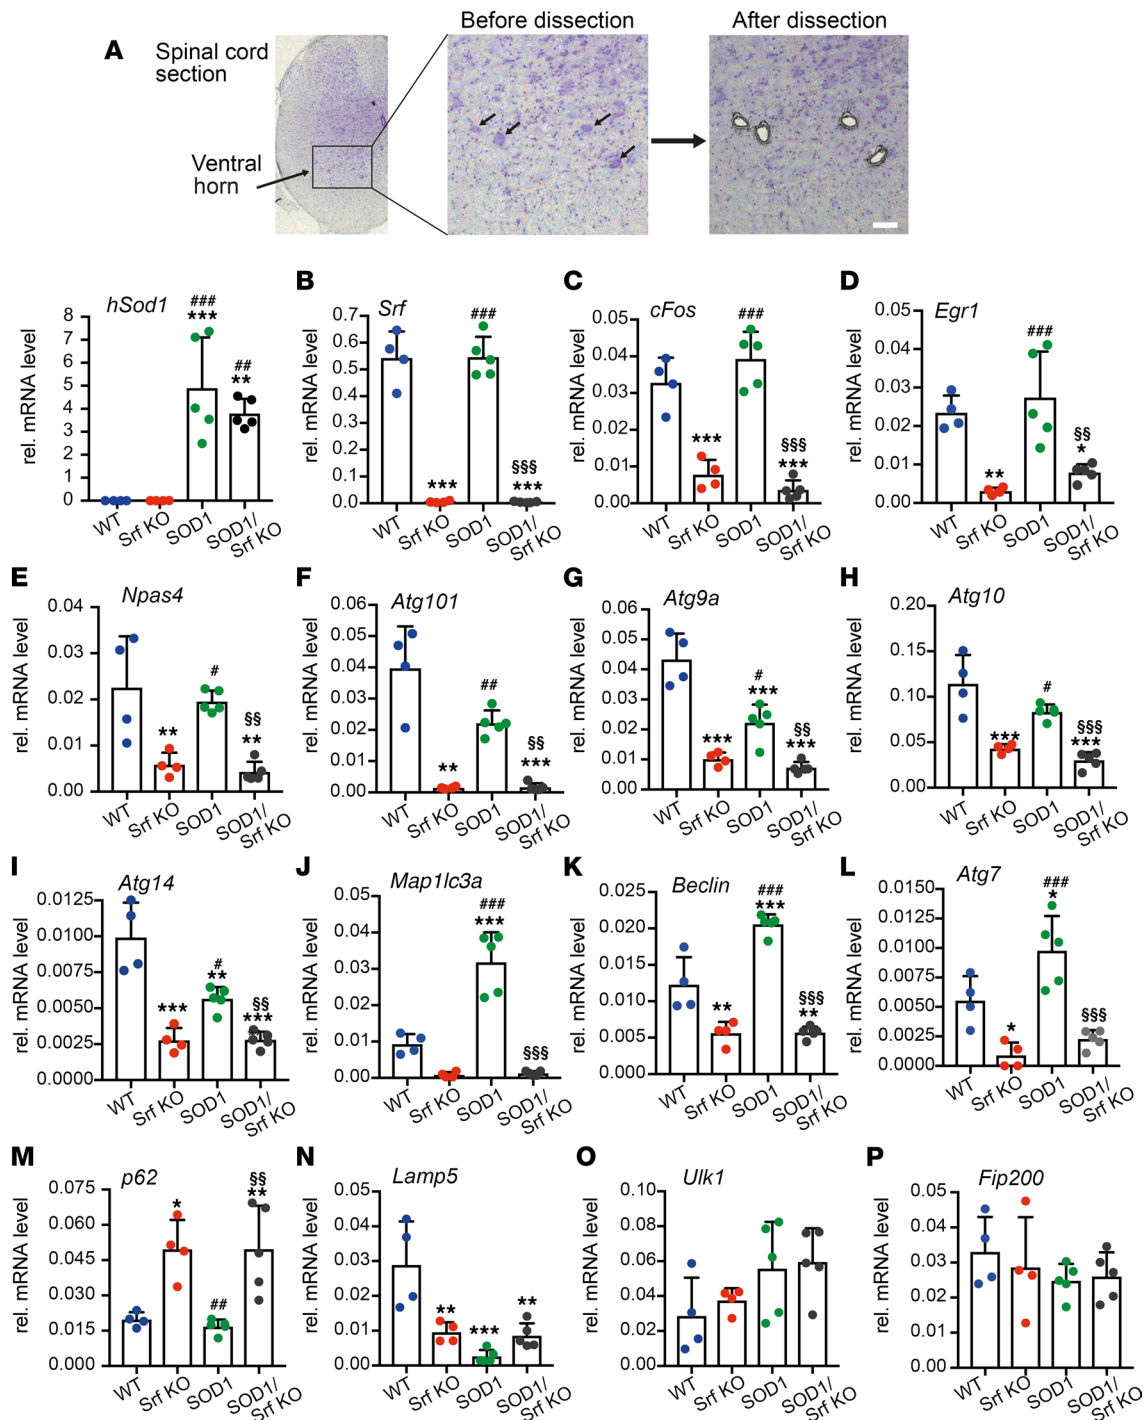 A
Spinal cord
section
Ventral
horn
Before dissection
After dissection
hSod1
rel. mRNA level
8
7
6
5
4
3
2
1
0
###
***
##
**
WT
Srf KO
SOD1
SOD1/
Srf KO
B
Srf
rel. mRNA level
0.7
0.6
0.5
0.4
0.3
0.2
0.1
0.0
***
###
§§§
***
WT
Srf KO
SOD1
SOD1/
Srf KO
C
cFos
rel. mRNA level
0.05
0.04
0.03
0.02
0.01
0.00
***
###
§§§
***
WT
Srf KO
SOD1
SOD1/
Srf KO
D
Egr1
rel. mRNA level
0.05
0.04
0.03
0.02
0.01
0.00
**
###
§§
*
WT
Srf KO
SOD1
SOD1/
Srf KO
E
Npas4
rel. mRNA level
0.04
0.03
0.02
0.01
0.00
**
#
§§
**
WT
Srf KO
SOD1
SOD1/
Srf KO
F
Atg101
rel. mRNA level
0.06
0.05
0.04
0.03
0.02
0.01
0.00
**
##
§§
***
WT
Srf KO
SOD1
SOD1/
Srf KO
G
Atg9a
rel. mRNA level
0.06
0.05
0.04
0.03
0.02
0.01
0.00
***
#
***
§§
***
WT
Srf KO
SOD1
SOD1/
Srf KO
H
Atg10
rel. mRNA level
0.20
0.15
0.10
0.05
0.00
***
#
§§§
***
WT
Srf KO
SOD1
SOD1/
Srf KO
I
Atg14
rel. mRNA level
0.0125
0.0100
0.0075
0.0050
0.0025
0.0000
***
#
**
§§
***
WT
Srf KO
SOD1
SOD1/
Srf KO
J
Map1lc3a
rel. mRNA level
0.05
0.04
0.03
0.02
0.01
0.00
###
***
§§§
WT
Srf KO
SOD1
SOD1/
Srf KO
K
Beclin
rel. mRNA level
0.025
0.020
0.015
0.010
0.005
0.000
**
###
***
§§§
**
WT
Srf KO
SOD1
SOD1/
Srf KO
L
Atg7
rel. mRNA level
0.0150
0.0125
0.0100
0.0075
0.0050
0.0025
0.0000
*
###
*
§§§
WT
Srf KO
SOD1
SOD1/
Srf KO
M
p62
rel. mRNA level
0.075
0.060
0.045
0.030
0.015
0.000
*
##
§§
**
WT
Srf KO
SOD1
SOD1/
Srf KO
N
Lamp5
rel. mRNA level
0.05
0.04
0.03
0.02
0.01
0.00
**
***
**
WT
Srf KO
SOD1
SOD1/
Srf KO
O
Ulk1
rel. mRNA level
0.10
0.08
0.06
0.04
0.02
0.00
WT
Srf KO
SOD1
SOD1/
Srf KO
P
Fip200
rel. mRNA level
0.05
0.04
0.03
0.02
0.01
0.00
WT
Srf KO
SOD1
SOD1/
Srf KO